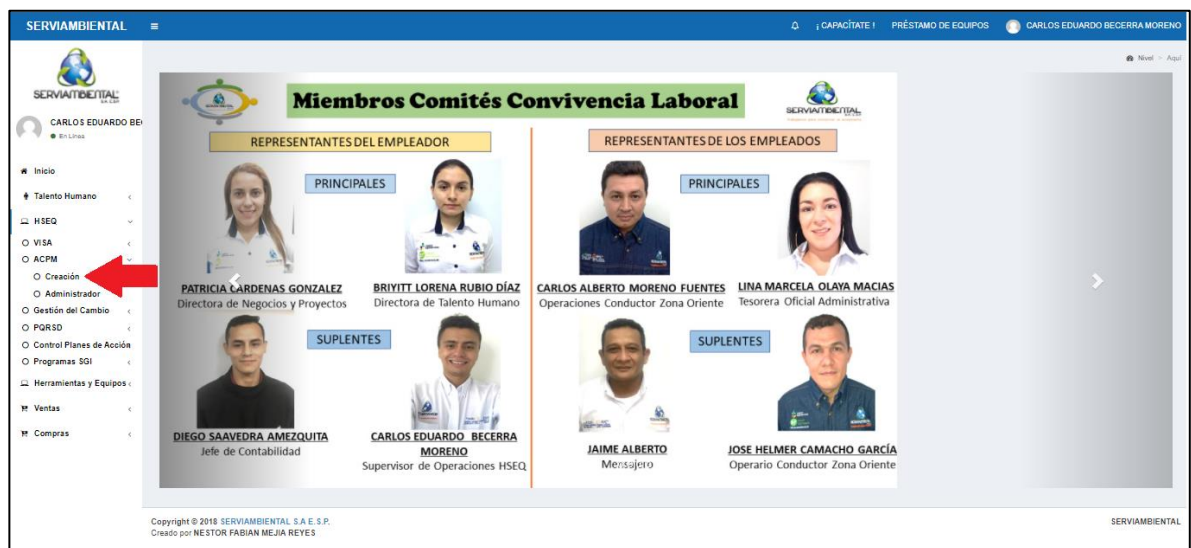 SERVIAMBIENTAL
¡ CAPACÍTATE !
PRÉSTAMO DE EQUIPOS
CARLOS EDUARDO BECERRA MORENO
Nivel > Aquí
SERVIAMBIENTAL
S.A E.S.P
CARLOS EDUARDO BE
En Línea
Inicio
Talento Humano
HSEQ
VISA
ACPM
Creación
Administrador
Gestión del Cambio
PQRSD
Control Planes de Acción
Programas SGI
Herramientas y Equipos
Ventas
Compras
Miembros Comités Convivencia Laboral
SERVIAMBIENTAL
REPRESENTANTES DEL EMPLEADOR
REPRESENTANTES DE LOS EMPLEADOS
PRINCIPALES
PRINCIPALES
PATRICIA CARDENAS GONZALEZ
Directora de Negocios y Proyectos
BRIYITT LORENA RUBIO DÍAZ
Directora de Talento Humano
CARLOS ALBERTO MORENO FUENTES
Operaciones Conductor Zona Oriente
LINA MARCELA OLAYA MACIAS
Tesorera Oficial Administrativa
SUPLENTES
SUPLENTES
DIEGO SAAVEDRA AMEZQUITA
Jefe de Contabilidad
CARLOS EDUARDO BECERRA
MORENO
Supervisor de Operaciones HSEQ
JAIME ALBERTO
Mensajero
JOSE HELMER CAMACHO GARCÍA
Operario Conductor Zona Oriente
Copyright © 2018 SERVIAMBIENTAL S.A E.S.P.
Creado por NESTOR FABIAN MEJIA REYES
SERVIAMBIENTAL